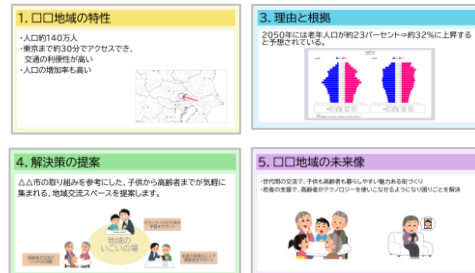 1. □□地域の特性
・人口約140万人
・東京まで約30分でアクセスでき、
交通の利便性が高い
・人口の増加率も高い
3. 理由と根拠
2050年には老年人口が約23パーセント⇒約32%に上昇する
と予想されている。
4. 解決策の提案
△△市の取り組みを参考にした、子供から高齢者までが気軽に
集まれる、地域交流スペースを提案します。
地域の
いこいの場
5. □□地域の未来像
・世代間の交流で、子供も高齢者も暮らしやすい魅力ある街づくり
・若者の支援で、高齢者がテクノロジーを使いこなせるようになり困りごとを解決